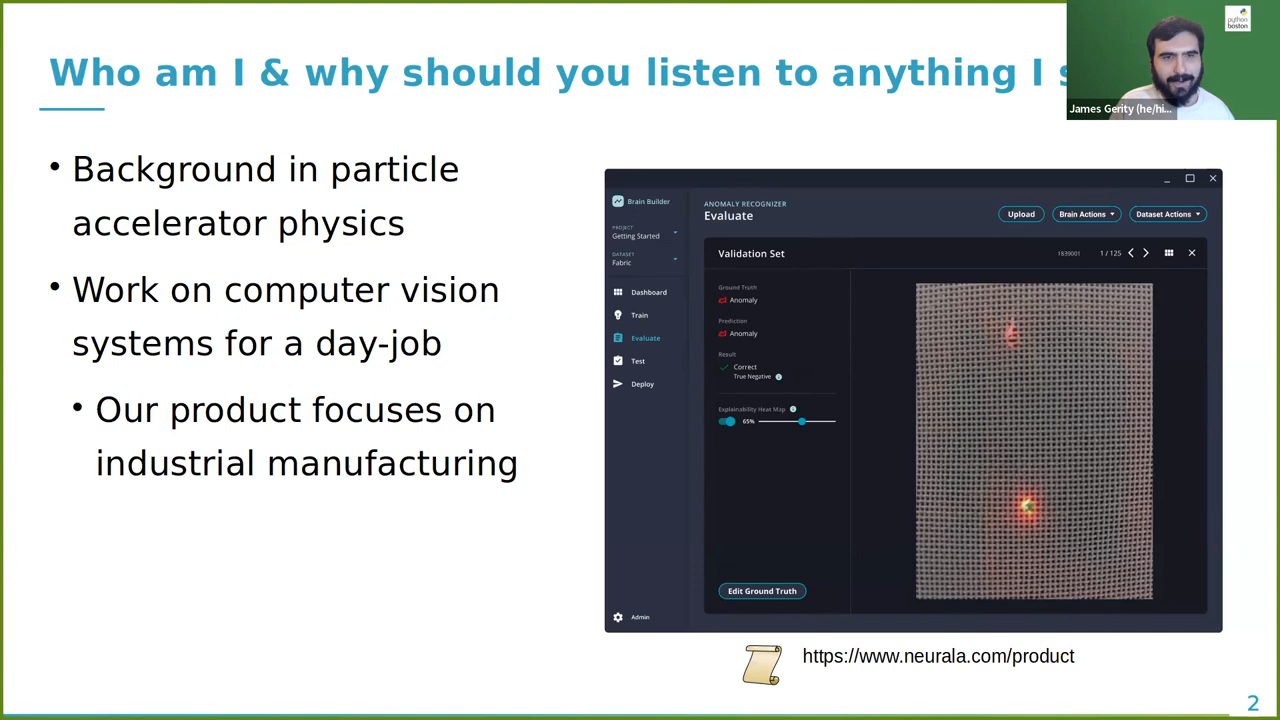 Who am I & why should you listen to anything I
python
boston
James Gerity (he/hi...
• Background in particle
accelerator physics
• Work on computer vision
systems for a day-job
• Our product focuses on
industrial manufacturing
Brain Builder
PROJECT
Getting Started
DATASET
Fabric
Dashboard
Train
Evaluate
Test
Deploy
Admin
ANOMALY RECOGNIZER
Evaluate
Upload
Brain Actions
Dataset Actions
Validation Set
1839001
1 / 125
Ground Truth
Anomaly
Prediction
Anomaly
Result
Correct
True Negative
Explainability Heat Map
65%
Edit Ground Truth
https://www.neurala.com/product
2